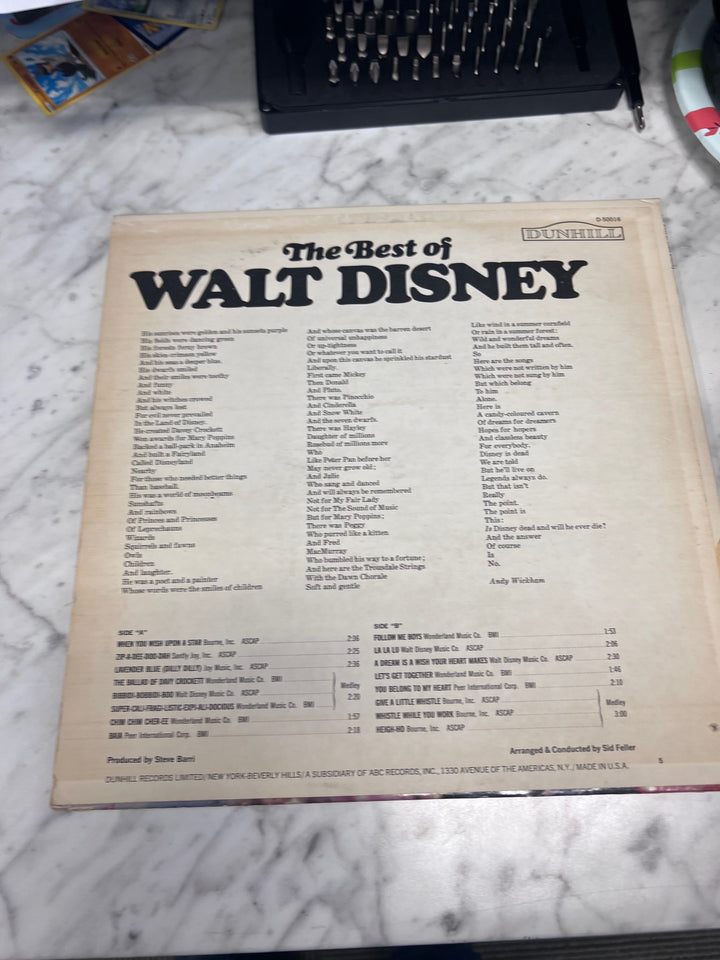 D-50016
DUNHILL
The Best of
WALT DISNEY
His sunrises were golden and his sunsets purple
His fields were dancing green
His forests ferny brown
His skies crimson yellow
And his seas a deeper blue.
His dwarfs smiled
And their smiles were toothy
And funny
And white
And his witches crowed
But always lost
For evil never prevailed
In the Land of Disney.
He created Davey Crockett
Won awards for Mary Poppins
Backed a ball-park in Anaheim
And built a Fairyland
Called Disneyland
Nearby
For those who needed better things
Than baseball.
His was a world of moonbeams
Sunshafts
And rainbows
Of Princes and Princesses
Of Leprechauns
Wizards
Squirrels and fawns
Owls
Children
And laughter.
He was a poet and a painter
Whose words were the smiles of children
And whose canvas was the barren desert
Of universal unhappiness
Or up-tightness
Or whatever you want to call it
And upon this canvas he sprinkled his stardust
Liberally.
First came Mickey
Then Donald
And Pluto.
There was Pinocchio
And Cinderella
And Snow White
And the seven dwarfs.
There was Hayley
Daughter of millions
Rosebud of millions more
Who
Like Peter Pan before her
May never grow old;
And Julie
Who sang and danced
And will always be remembered
Not for My Fair Lady
Not for The Sound of Music
But for Mary Poppins;
There was Peggy
Who purred like a kitten
And Fred
MacMurray
Who bumbled his way to a fortune;
And here are the Trousdale Strings
With the Dawn Chorale
Soft and gentle
Like wind in a summer cornfield
Or rain in a summer forest;
Wild and wonderful dreams
And he built them tall and often.
So
Here are the songs
Which were not written by him
Which were not sung by him
But which belong
To him
Alone.
Here is
A candy-coloured cavern
Of dreams for dreamers
Hopes for hopers
And classless beauty
For everybody.
Disney is dead
We are told
But he'll live on
Legends always do.
But that isn't
Really
The point.
The point is
This:
Is Disney dead and will he ever die?
And the answer
Of course
Is
No.
Andy Wickham
SIDE "A"
WHEN YOU WISH UPON A STAR Bourne, Inc. ASCAP 2:36
ZIP-A-DEE-DOO-DAH Santly Joy, Inc. ASCAP 2:25
LAVENDER BLUE (DILLY DILLY) Joy Music, Inc. ASCAP 2:36
THE BALLAD OF DAVY CROCKETT Wonderland Music Co. BMI
BIBBIDI-BOBBIDI-BOO Walt Disney Music Co. ASCAP
SUPER-CALI-FRAGI-LISTIC-EXPI-ALI-DOCIOUS Wonderland Music Co. BMI
Medley
2:20
CHIM CHIM CHER-EE Wonderland Music Co. BMI 1:57
BAIA Peer International Corp. BMI 2:18
SIDE "B"
FOLLOW ME BOYS Wonderland Music Co. BMI 1:53
LA LA LU Walt Disney Music Co. ASCAP 2:06
A DREAM IS A WISH YOUR HEART MAKES Walt Disney Music Co. ASCAP 2:30
LET'S GET TOGETHER Wonderland Music Co. BMI 1:46
YOU BELONG TO MY HEART Peer International Corp. BMI 2:10
GIVE A LITTLE WHISTLE Bourne, Inc. ASCAP
WHISTLE WHILE YOU WORK Bourne, Inc. ASCAP
HEIGH-HO Bourne, Inc. ASCAP
Medley
3:00
Produced by Steve Barri
Arranged & Conducted by Sid Feller
DUNHILL RECORDS LIMITED/NEW YORK-BEVERLY HILLS/A SUBSIDIARY OF ABC RECORDS, INC., 1330 AVENUE OF THE AMERICAS, N.Y./MADE IN U.S.A.
5